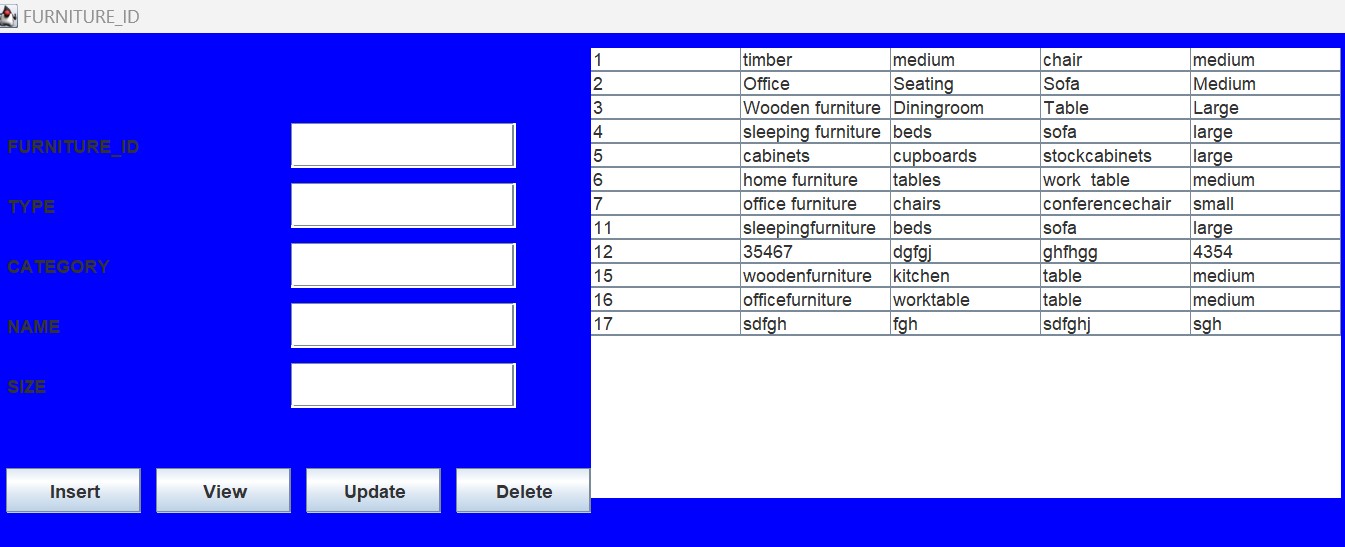 FURNITURE_ID
FURNITURE_ID
TYPE
CATEGORY
NAME
SIZE
Insert View Update Delete
1 timber medium chair medium
2 Office Seating Sofa Medium
3 Wooden furniture Diningroom Table Large
4 sleeping furniture beds sofa large
5 cabinets cupboards stockcabinets large
6 home furniture tables work  table medium
7 office furniture chairs conferencechair small
11 sleepingfurniture beds sofa large
12 35467 dgfgj ghfhgg 4354
15 woodenfurniture kitchen table medium
16 officefurniture worktable table medium
17 sdfgh fgh sdfghj sgh